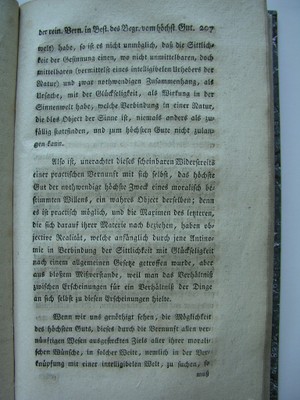 der rein. Vern. in Best. des Begr. vom höchst. Gut. 207
welt) habe, so ist es nicht unmöglich, daß die Sittlich-
keit der Gesinnung einen, wo nicht unmittelbaren, doch
mittelbaren (vermittelst eines intelligibelen Urhebers der
Natur) und zwar nothwendigen Zusammenhang, als
Ursache, mit der Glückseligkeit, als Wirkung in der
Sinnenwelt habe, welche Verbindung in einer Natur,
die blos Object der Sinne ist, niemals anders als zu-
fällig stattfinden, und zum höchsten Gute nicht zulan-
gen kann.
Also ist, unerachtet dieses scheinbaren Widerstreits
einer practischen Vernunft mit sich selbst, das höchste
Gut der nothwendige höchste Zweck eines moralisch be-
stimmten Willens, ein wahres Object derselben; denn
es ist practisch möglich, und die Maximen des letzteren,
die sich darauf ihrer Materie nach beziehen, haben ob-
jective Realität, welche anfänglich durch jene Antino-
mie in Verbindung der Sittlichkeit mit Glückseligkeit
nach einem allgemeinen Gesetze getroffen wurde, aber
aus bloßem Misverstande, weil man das Verhältniß
zwischen Erscheinungen für ein Verhältniß der Dinge
an sich selbst zu diesen Erscheinungen hielte.
Wenn wir uns genöthigt sehen, die Möglichkeit
des höchsten Guts, dieses durch die Vernunft allen ver-
nünftigen Wesen ausgesteckten Ziels aller ihrer morali-
schen Wünsche, in solcher Weite, nemlich in der Ver-
knüpfung mit einer intelligibelen Welt, zu suchen, so
muß